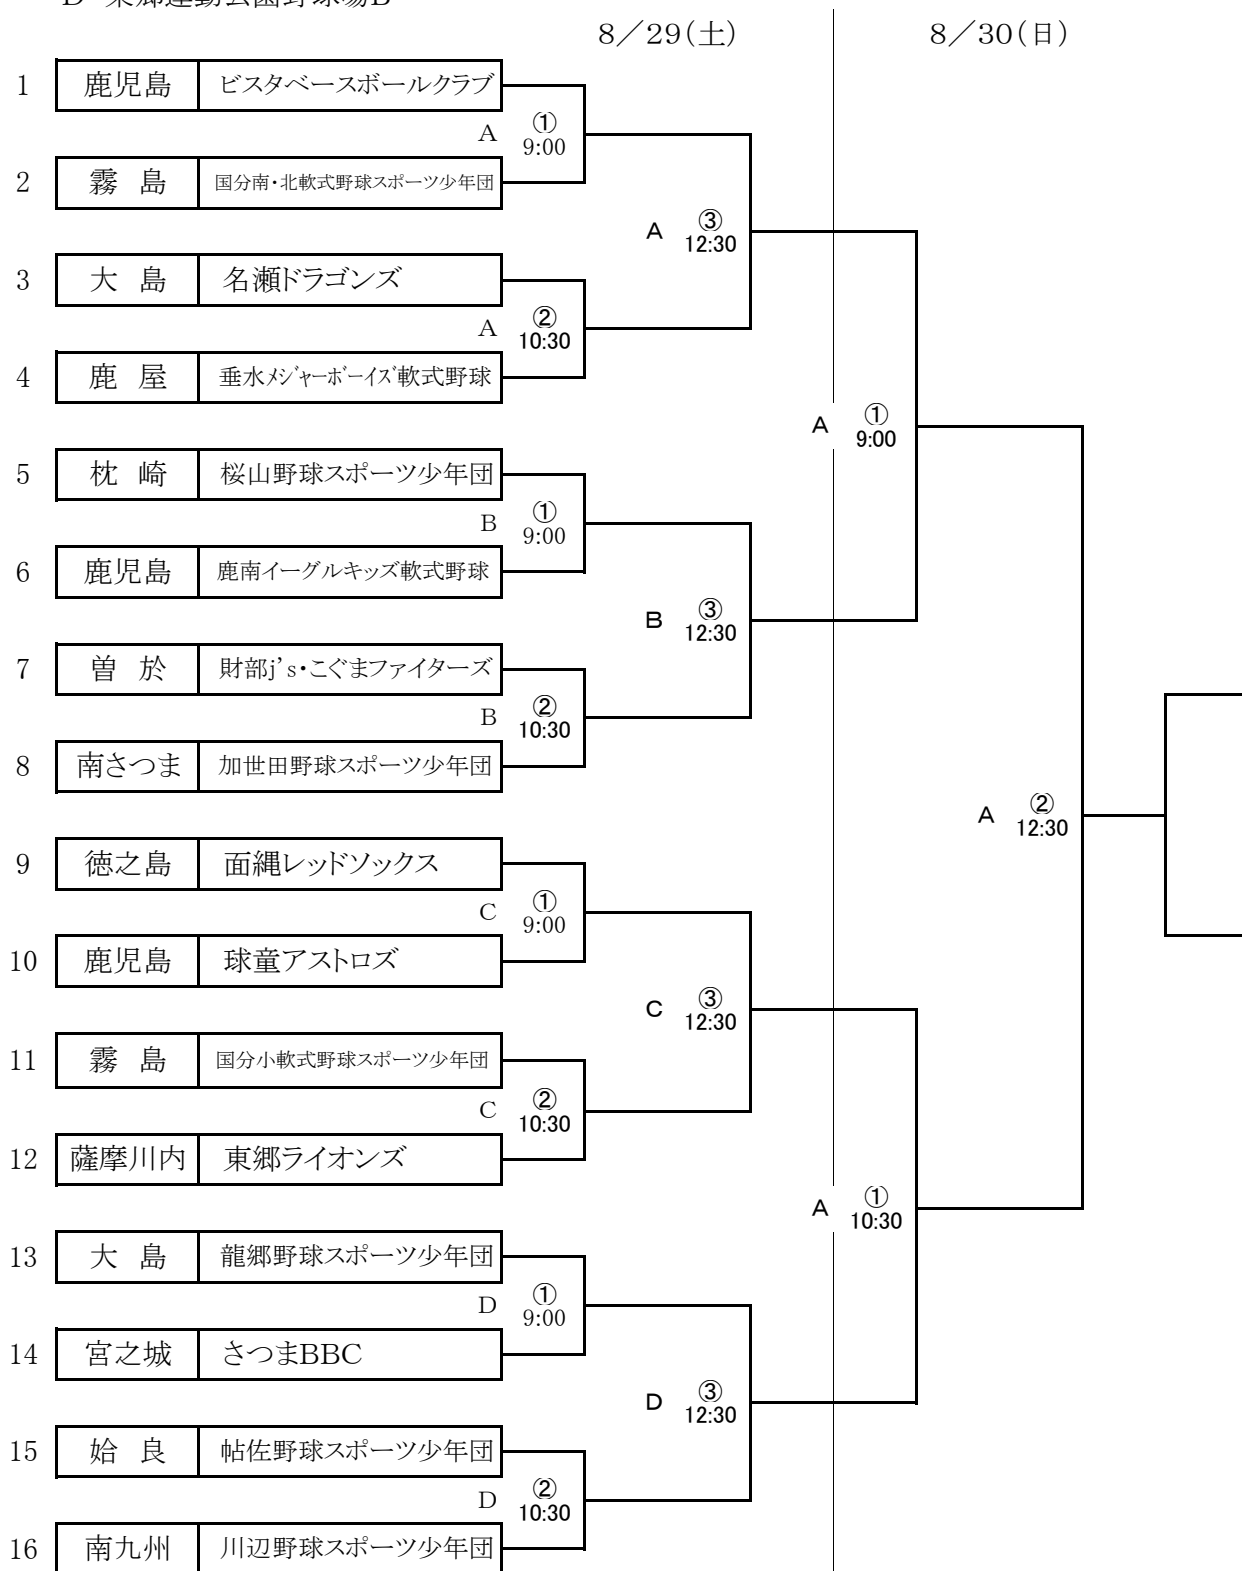 D 東郷運動公園野球場B
8／29(土)
8／30(日)
1 鹿児島 ビスタベースボールクラブ
A ① 9:00
2 霧 島 国分南・北軟式野球スポーツ少年団
A ③ 12:30
3 大 島 名瀬ドラゴンズ
A ② 10:30
4 鹿 屋 垂水メジャーボーイズ軟式野球
A ① 9:00
5 枕 崎 桜山野球スポーツ少年団
B ① 9:00
6 鹿児島 鹿南イーグルキッズ軟式野球
B ③ 12:30
7 曽 於 財部j's・こぐまファイターズ
B ② 10:30
8 南さつま 加世田野球スポーツ少年団
A ② 12:30
9 徳之島 面縄レッドソックス
C ① 9:00
10 鹿児島 球童アストロズ
C ③ 12:30
11 霧 島 国分小軟式野球スポーツ少年団
C ② 10:30
12 薩摩川内 東郷ライオンズ
A ① 10:30
13 大 島 龍郷野球スポーツ少年団
D ① 9:00
14 宮之城 さつまBBC
D ③ 12:30
15 姶 良 帖佐野球スポーツ少年団
D ② 10:30
16 南九州 川辺野球スポーツ少年団